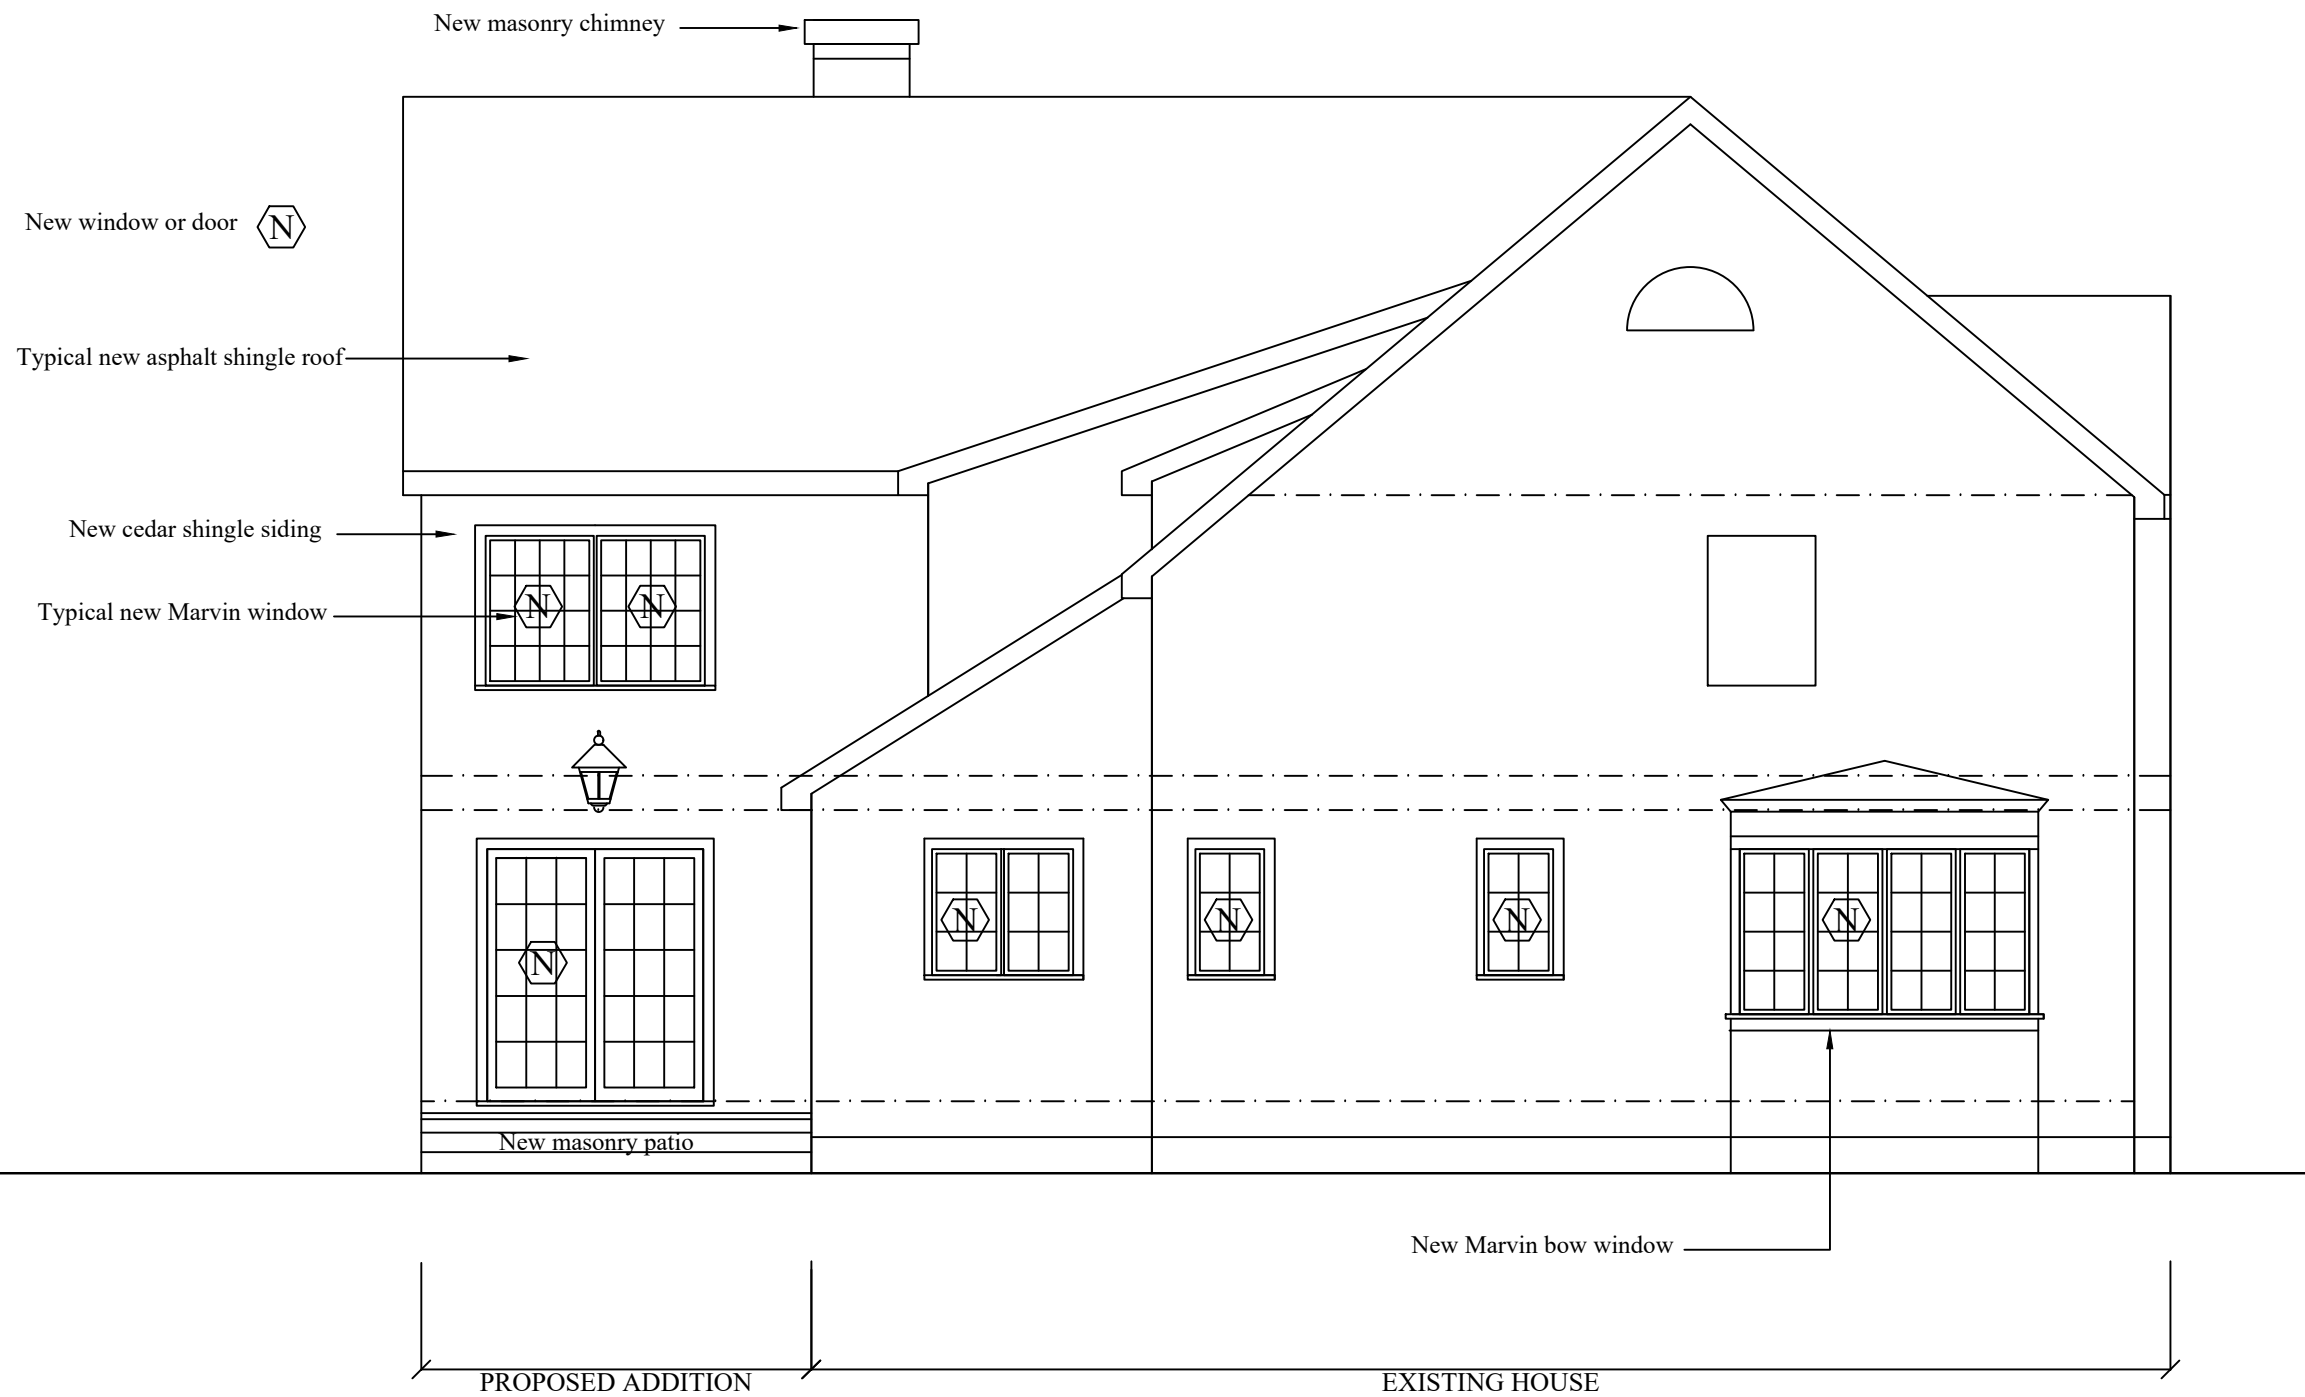 New masonry chimney
New window or door N
Typical new asphalt shingle roof
New cedar shingle siding
Typical new Marvin window
N N
N N N N
N
New masonry patio
New Marvin bow window
PROPOSED ADDITION
EXISTING HOUSE